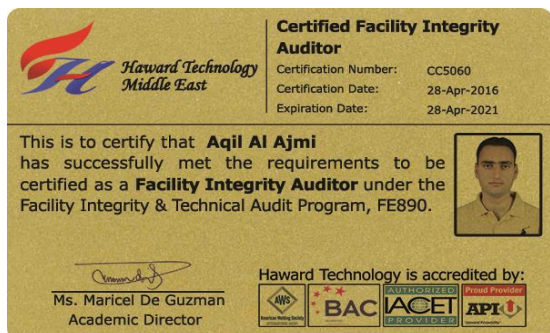 Haward Technology
Middle East
Certified Facility Integrity
Auditor
Certification Number: CC5060
Certification Date: 28-Apr-2016
Expiration Date: 28-Apr-2021
This is to certify that Aqil Al Ajmi
has successfully met the requirements to be
certified as a Facility Integrity Auditor under the
Facility Integrity & Technical Audit Program, FE890.
Ms. Maricel De Guzman
Academic Director
Haward Technology is accredited by:
AWS
American Welding Society
BAC
AUTHORIZED
IACET
PROVIDER
Proud Provider
API